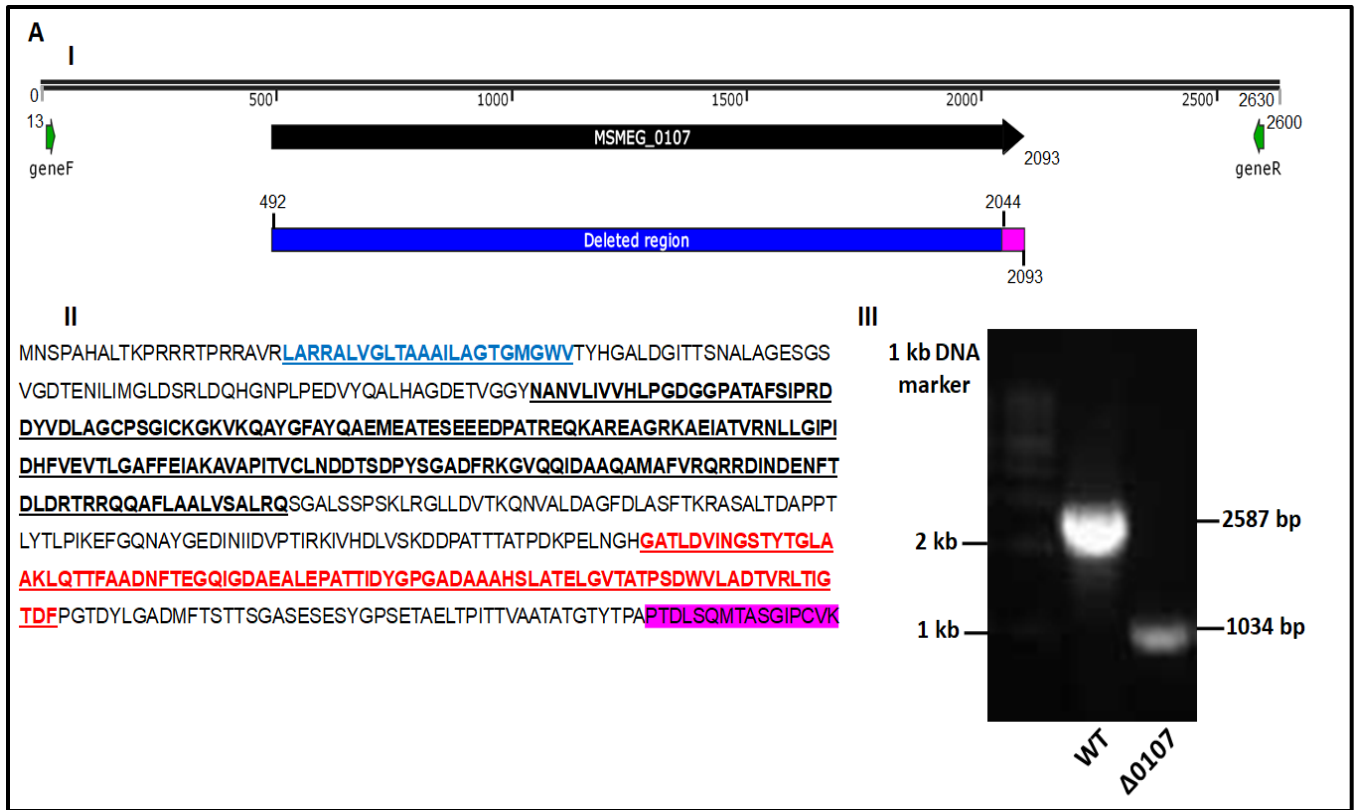 A
I
0 500 1000 1500 2000 2500 2630
13 MSMEG_0107 2600
geneF 2093 geneR
492 2044
Deleted region
2093
II
MNSPAHALTKPRRRTPRRAVRLARRALVGLTAAAILAGTGMGWVTYHGALDGITTSNALAGESGS
VGDTENILIMGLDSRLDQHGNPLPEDVYQALHAGDETVGGYNANVLIVVHLPGDGGPATAFSIPRD
DYVDLAGCPSGICKGKVKQAYGFAYQAEMEATESEEEDPATREQKAREAGRKAEIATVRNLLGIPI
DHFVEVTLGAFFEIAKAVAPITVCLNDDTSDPYSGADFRKGVQQIDAAQAMAFVRQRRDINDENFT
DLDRTRRQQAFLAALVSALRQSGALSSPSKLRGLLDVTKQNVALDAGFDLASFTKRASALTDAPPT
LYTLPIKEFGQNAYGEDINIIDVPTIRKIVHDLVSKDDPATTTATPDKPELNGHGATLDVINGSTYTGLA
AKLQTTFAADNFTEGQIGDAEALEPATTIDYGPGADAAAHSLATELGVTATPSDWVLADTVRLTIG
TDFPGTDYLGADMFTSTTSGASESESYGPSETAELTPITTVAATATGTYTPAPTDLSQMTASGIPCVK
III
1 kb DNA
marker
2587 bp
2 kb
1 kb
1034 bp
WT
Δ0107